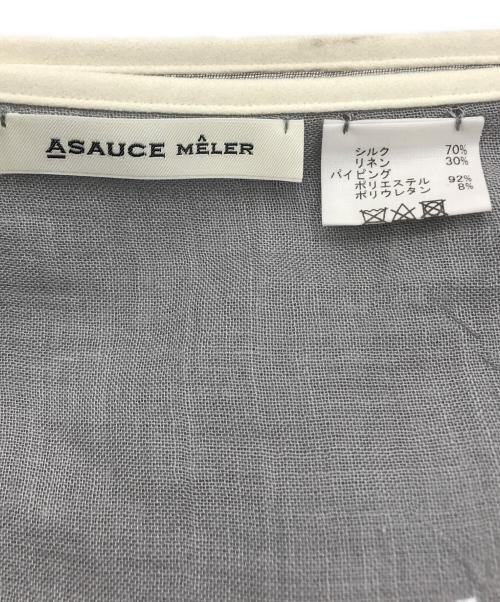 ASAUCE MÊLER
シルク 70%
リネン 30%
パイピング
ポリエステル 92%
ポリウレタン 8%